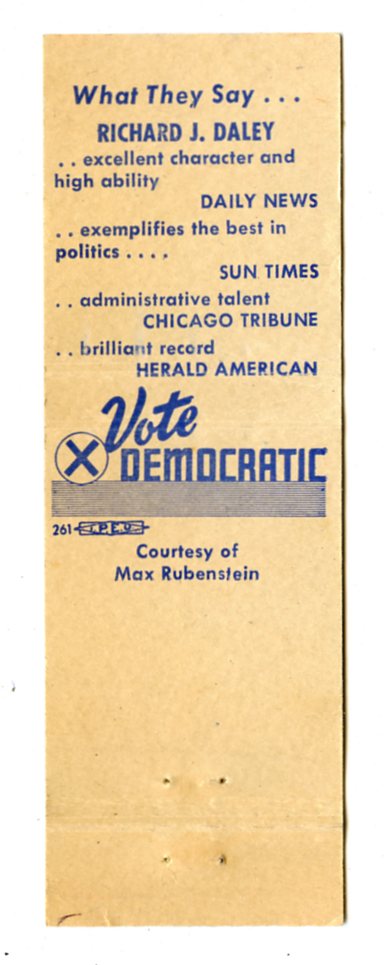 What They Say . . .
RICHARD J. DALEY
. . excellent character and
high ability
DAILY NEWS
. . exemplifies the best in
politics . . . .
SUN TIMES
. . administrative talent
CHICAGO TRIBUNE
. . brilliant record
HERALD AMERICAN
Vote
X DEMOCRATIC
261 I.P.E.U.
Courtesy of
Max Rubenstein